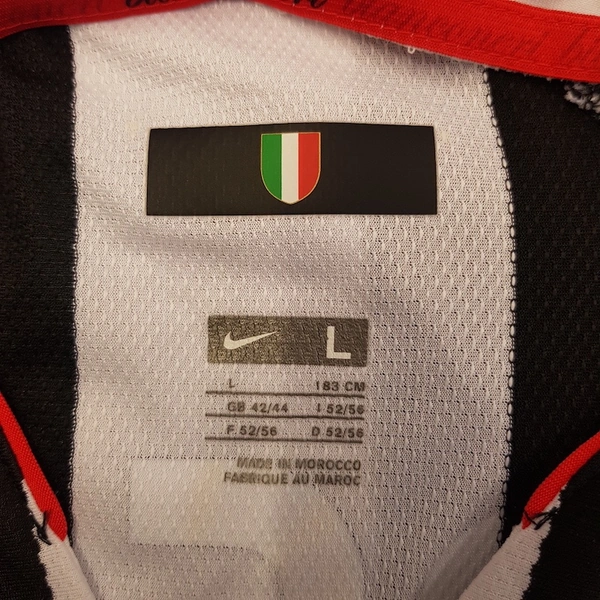 L
L 183 CM
GB 42/44 I 52/56
F 52/56 D 52/56
MADE IN MOROCCO
FABRIQUE AU MAROC